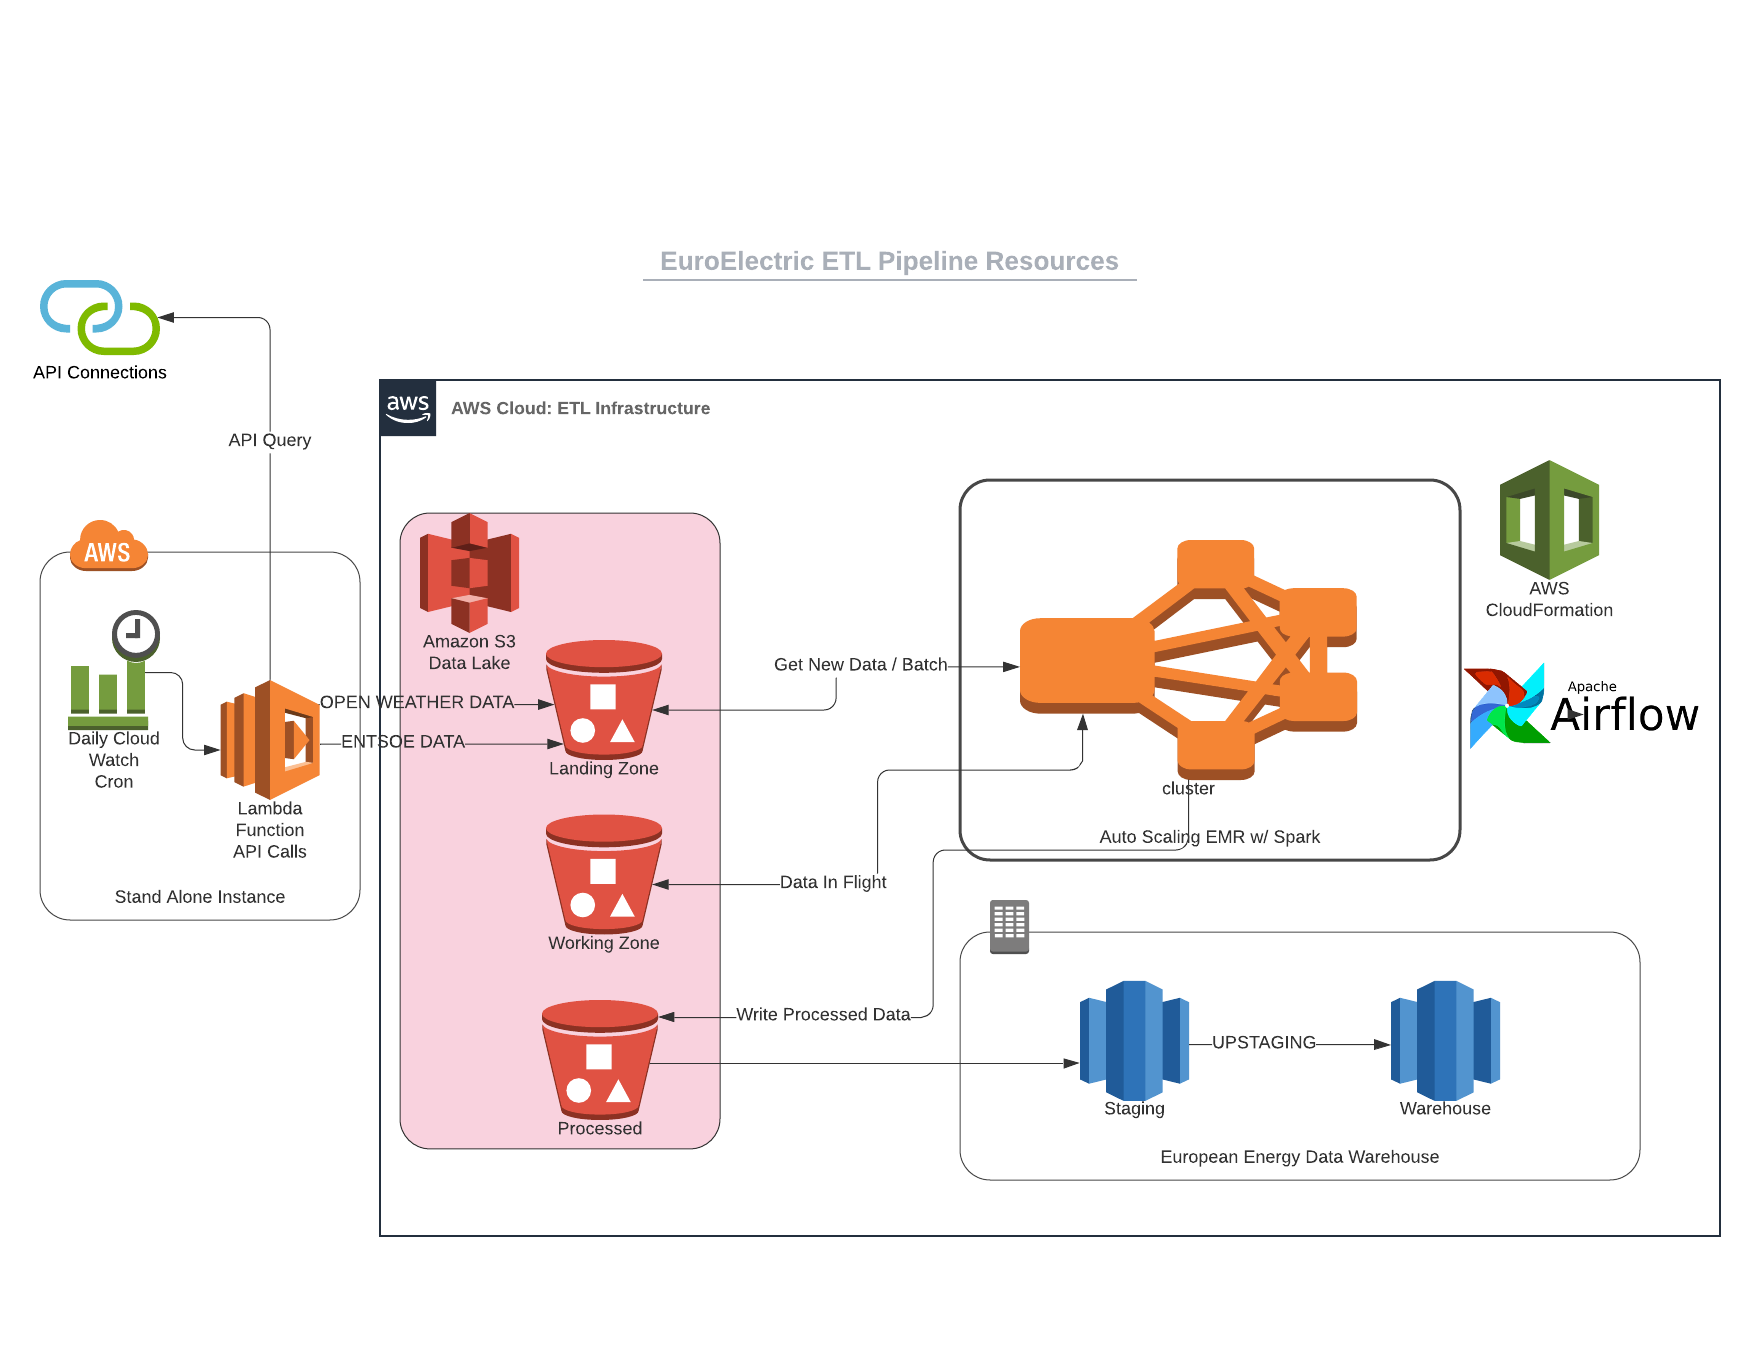 EuroElectric ETL Pipeline Resources
API Connections
aws
AWS Cloud: ETL Infrastructure
API Query
AWS
Daily Cloud
Watch
Cron
Lambda
Function
API Calls
Stand Alone Instance
OPEN WEATHER DATA
ENTSOE DATA
Amazon S3
Data Lake
Landing Zone
Working Zone
Processed
Get New Data / Batch
Data In Flight
Write Processed Data
cluster
Auto Scaling EMR w/ Spark
AWS
CloudFormation
Apache
Airflow
Staging
UPSTAGING
Warehouse
European Energy Data Warehouse